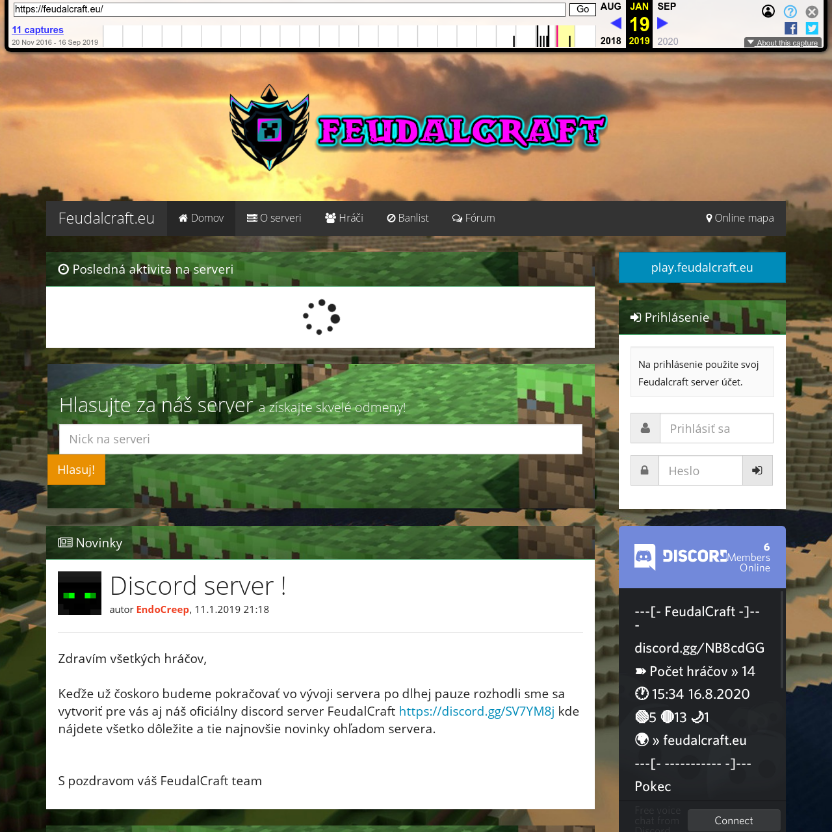 https://feudalcraft.eu/
Go
AUG JAN SEP
11 captures
19
20 Nov 2016 - 16 Sep 2019
2018 2019 2020
About this capture
FEUDALCRAFT
Feudalcraft.eu Domov O serveri Hráči Banlist Fórum Online mapa
Posledná aktivita na serveri
play.feudalcraft.eu
Prihlásenie
Na prihlásenie použite svoj
Feudalcraft server účet.
Prihlásiť sa
Heslo
Hlasujte za náš server a získajte skvelé odmeny!
Nick na serveri
Hlasuj!
Novinky
Discord server !
autor EndoCreep, 11.1.2019 21:18
Zdravím všetkých hráčov,
Keďže už čoskoro budeme pokračovať vo vývoji servera po dlhej pauze rozhodli sme sa
vytvoriť pre vás aj náš oficiálny discord server FeudalCraft https://discord.gg/SV7YM8j kde
nájdete všetko dôležite a tie najnovšie novinky ohľadom servera.
S pozdravom váš FeudalCraft team
DISCORD
6
Members
Online
---[- FeudalCraft -]--
-
discord.gg/NB8cdGG
➽ Počet hráčov » 14
🕐 15:34 16.8.2020
5 13 🌙1
🌍 » feudalcraft.eu
---[- ----------- -]---
Pokec
Free voice
chat from
Connect